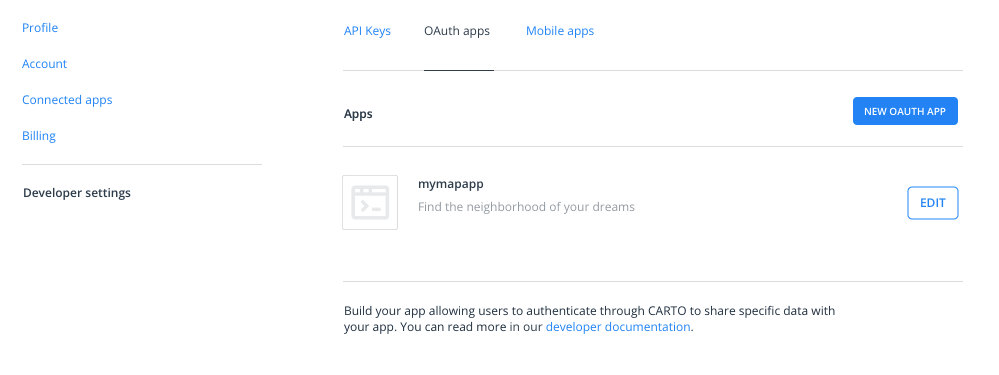 Profile
Account
Connected apps
Billing
Developer settings
API Keys
OAuth apps
Mobile apps
Apps
NEW OAUTH APP
mymapapp
Find the neighborhood of your dreams
EDIT
Build your app allowing users to authenticate through CARTO to share specific data with
your app. You can read more in our developer documentation.